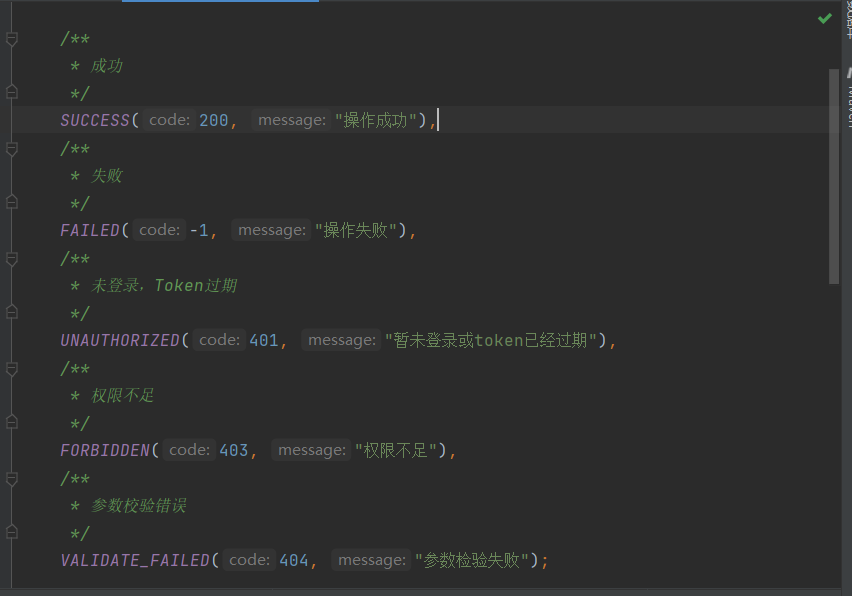 /**
* 成功
*/
SUCCESS( code: 200, message: "操作成功"),
/**
* 失败
*/
FAILED( code: -1, message: "操作失败"),
/**
* 未登录，Token过期
*/
UNAUTHORIZED( code: 401, message: "暂未登录或token已经过期"),
/**
* 权限不足
*/
FORBIDDEN( code: 403, message: "权限不足"),
/**
* 参数校验错误
*/
VALIDATE_FAILED( code: 404, message: "参数检验失败");